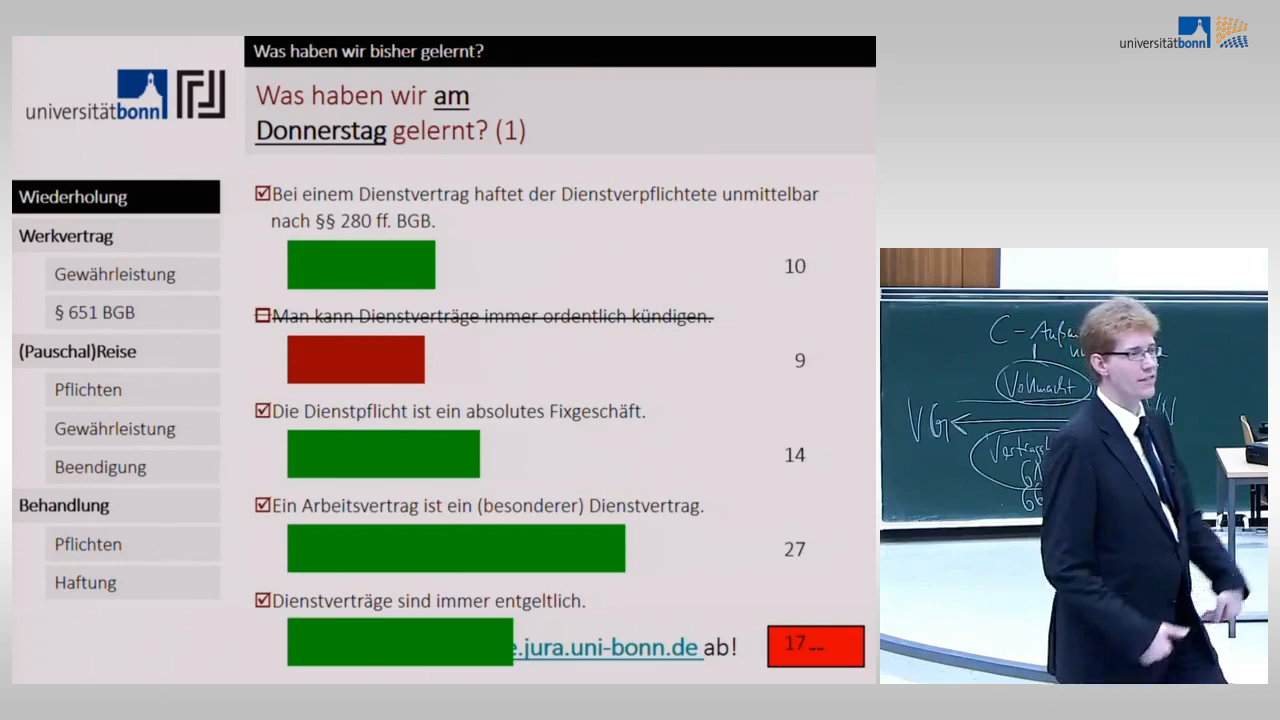 universitätbonn
Was haben wir bisher gelernt?
universitätbonn
Was haben wir am
Donnerstag gelernt? (1)
Wiederholung
Werkvertrag
Gewährleistung
§ 651 BGB
(Pauschal)Reise
Pflichten
Gewährleistung
Beendigung
Behandlung
Pflichten
Haftung
Bei einem Dienstvertrag haftet der Dienstverpflichtete unmittelbar
nach §§ 280 ff. BGB.
10
Man kann Dienstverträge immer ordentlich kündigen.
9
Die Dienstpflicht ist ein absolutes Fixgeschäft.
14
Ein Arbeitsvertrag ist ein (besonderer) Dienstvertrag.
27
Dienstverträge sind immer entgeltlich.
e.jura.uni-bonn.de ab!
17
C - Außen
Vollmacht
VG